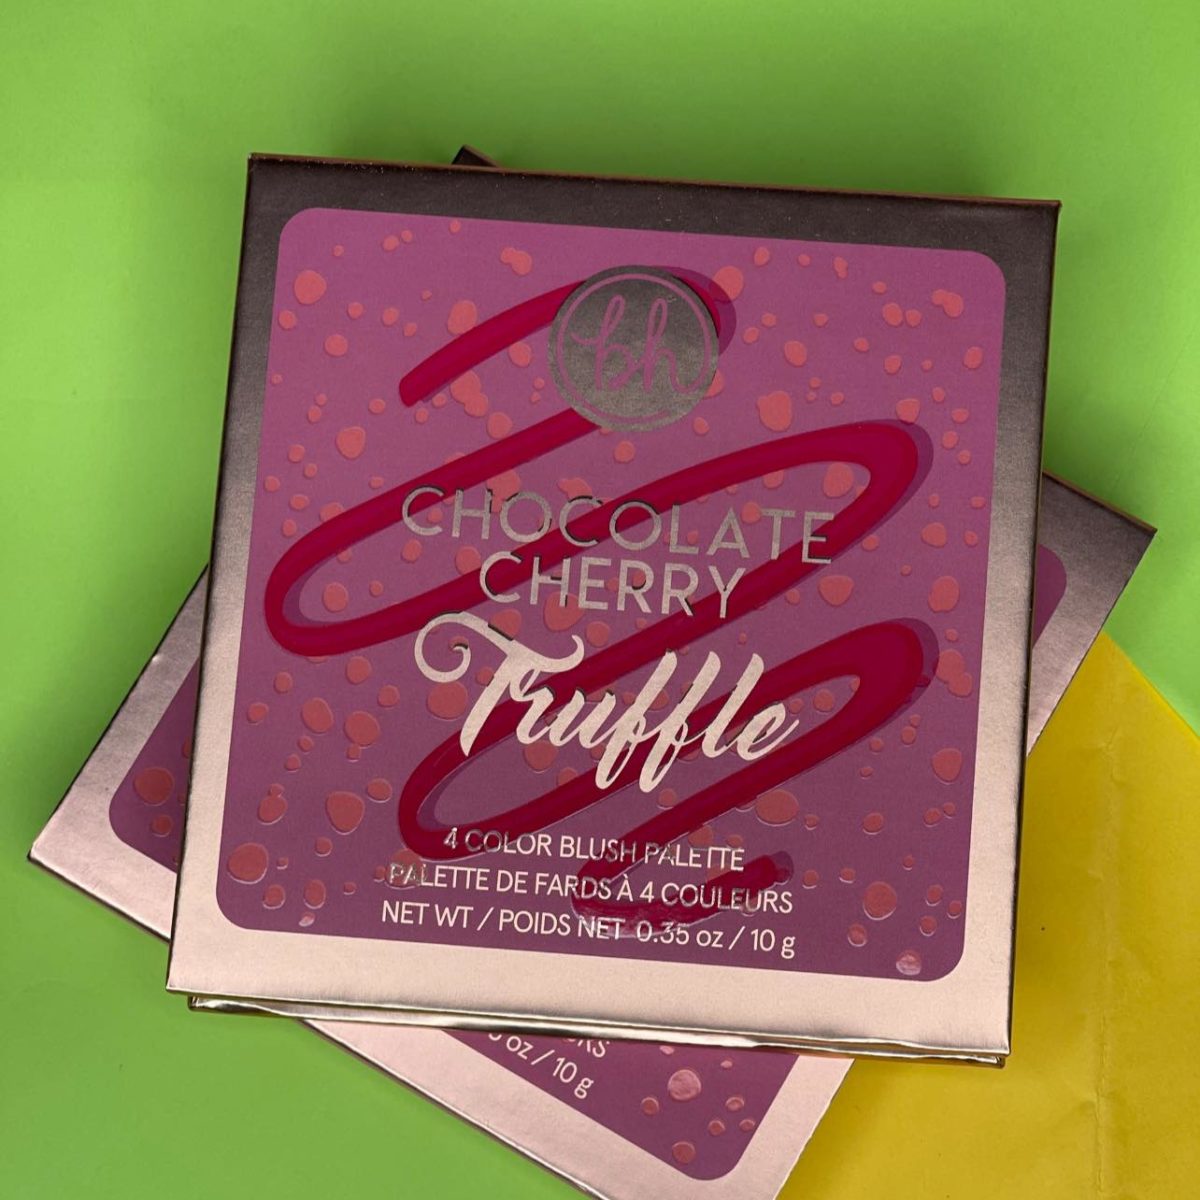 bh
CHOCOLATE
CHERRY
Truffle
4 COLOR BLUSH PALETTE
PALETTE DE FARDS À 4 COULEURS
NET WT / POIDS NET 0.35 oz / 10 g
oz / 10 g